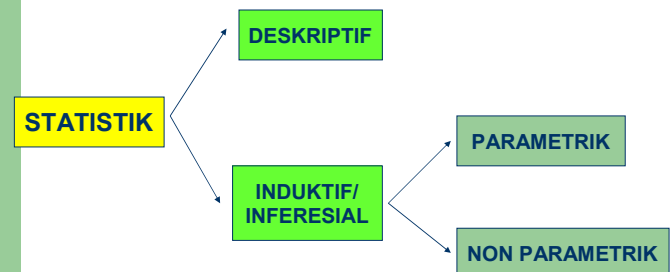 DESKRIPTIF
STATISTIK
PARAMETRIK
INDUKTIF/
INFERESIAL
NON PARAMETRIK